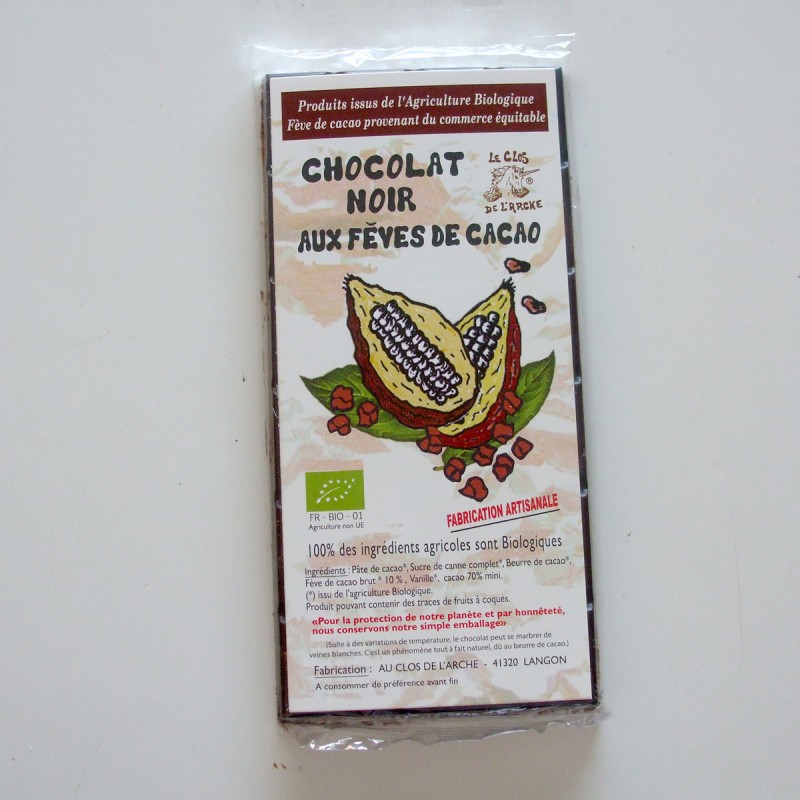 Produits issus de l'Agriculture Biologique
Fève de cacao provenant du commerce équitable
CHOCOLAT
NOIR
AUX FĔVES DE CACAO
LE CLOS
®
DE L'ARCHE
FR - BIO - 01
Agriculture non UE
FABRICATION ARTISANALE
100% des ingrédients agricoles sont Biologiques
Ingrédients : Pâte de cacao*, Sucre de canne complet*, Beurre de cacao*,
Fève de cacao brut * 10 % , Vanille*, cacao 70% mini.
(*) issu de l'agriculture Biologique.
Produit pouvant contenir des traces de fruits à coques.
«Pour la protection de notre planète et par honnêteté,
nous conservons notre simple emballage»
(Suite à des variations de température, le chocolat peut se marbrer de
veines blanches. C'est un phénomène tout à fait naturel, dû au beurre de cacao.)
Fabrication : AU CLOS DE L'ARCHE - 41320 LANGON
A consommer de préférence avant fin